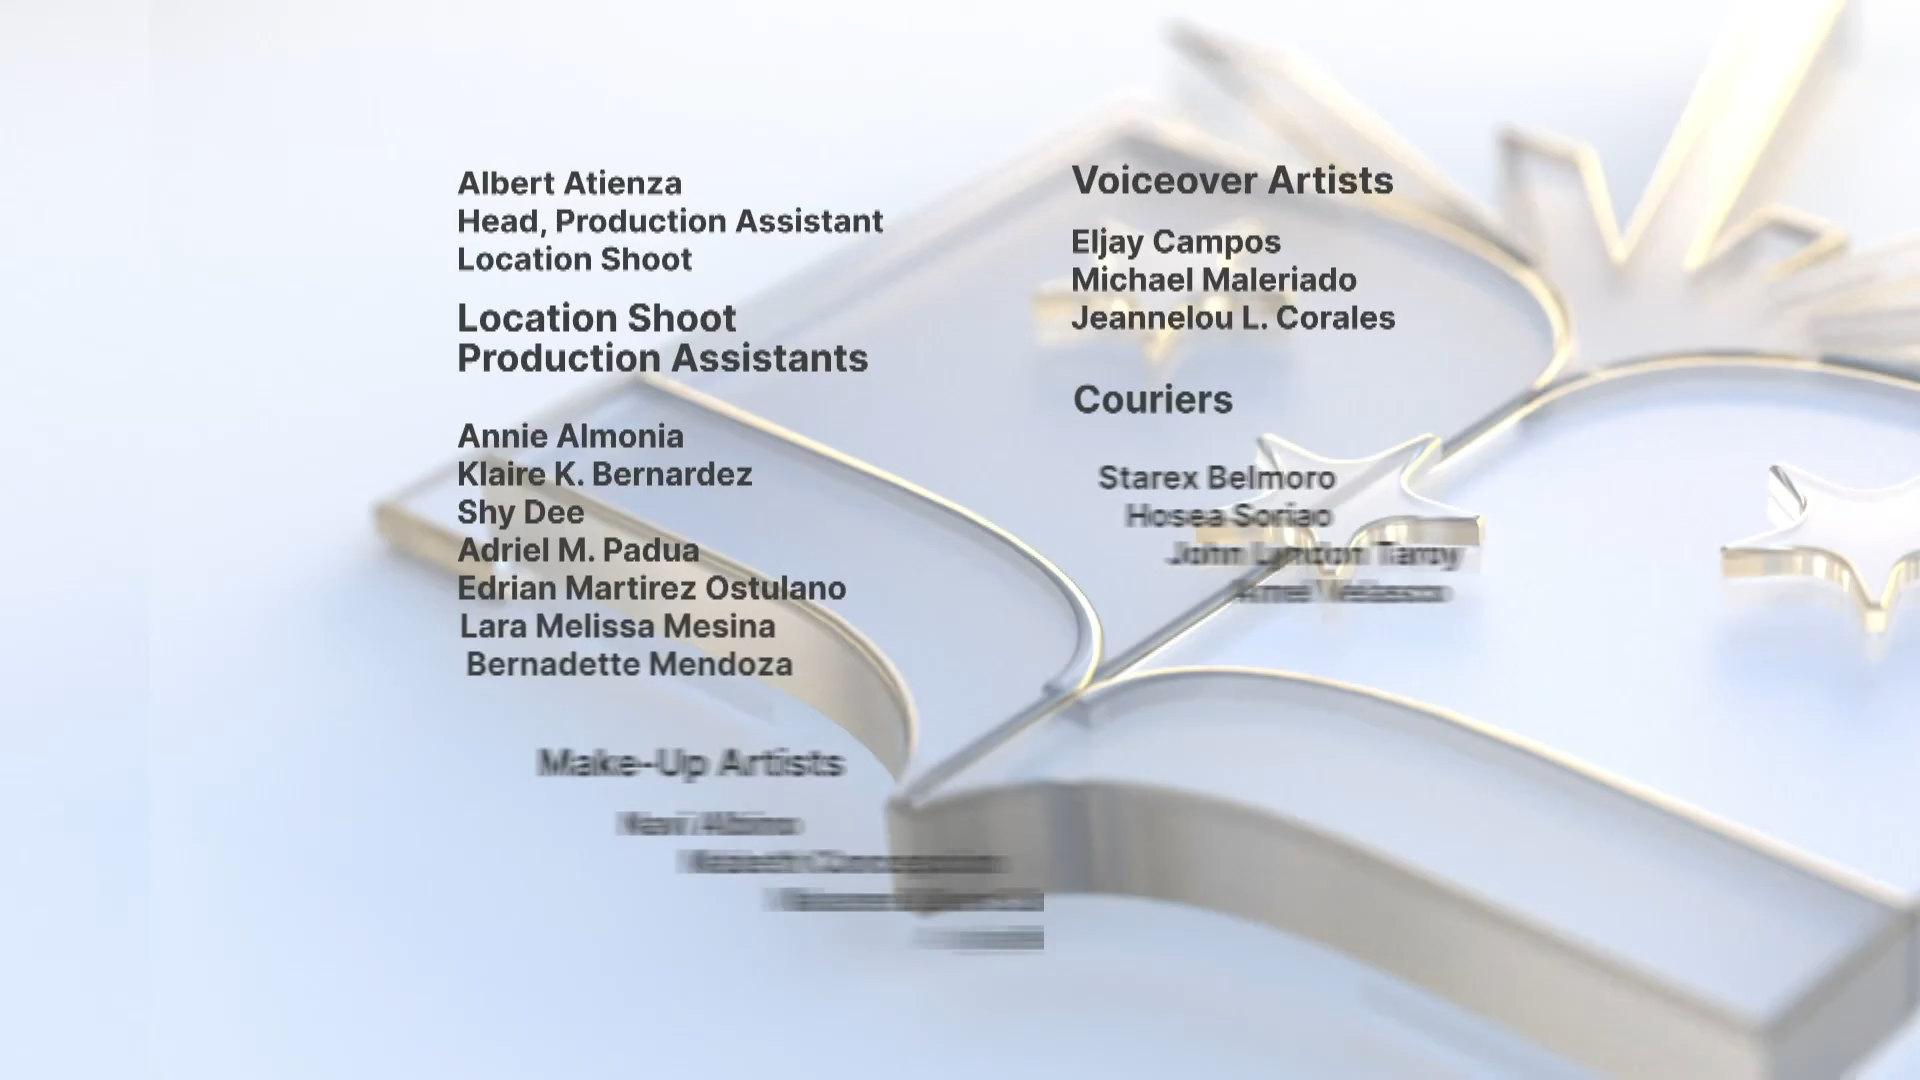 Albert Atienza
Head, Production Assistant
Location Shoot
Location Shoot
Production Assistants
Annie Almonia
Klaire K. Bernardez
Shy Dee
Adriel M. Padua
Edrian Martirez Ostulano
Lara Melissa Mesina
Bernadette Mendoza
Make-Up Artists
Voiceover Artists
Eljay Campos
Michael Maleriado
Jeannelou L. Corales
Couriers
Starex Belmoro
Hosea Soriao
John Lyndon